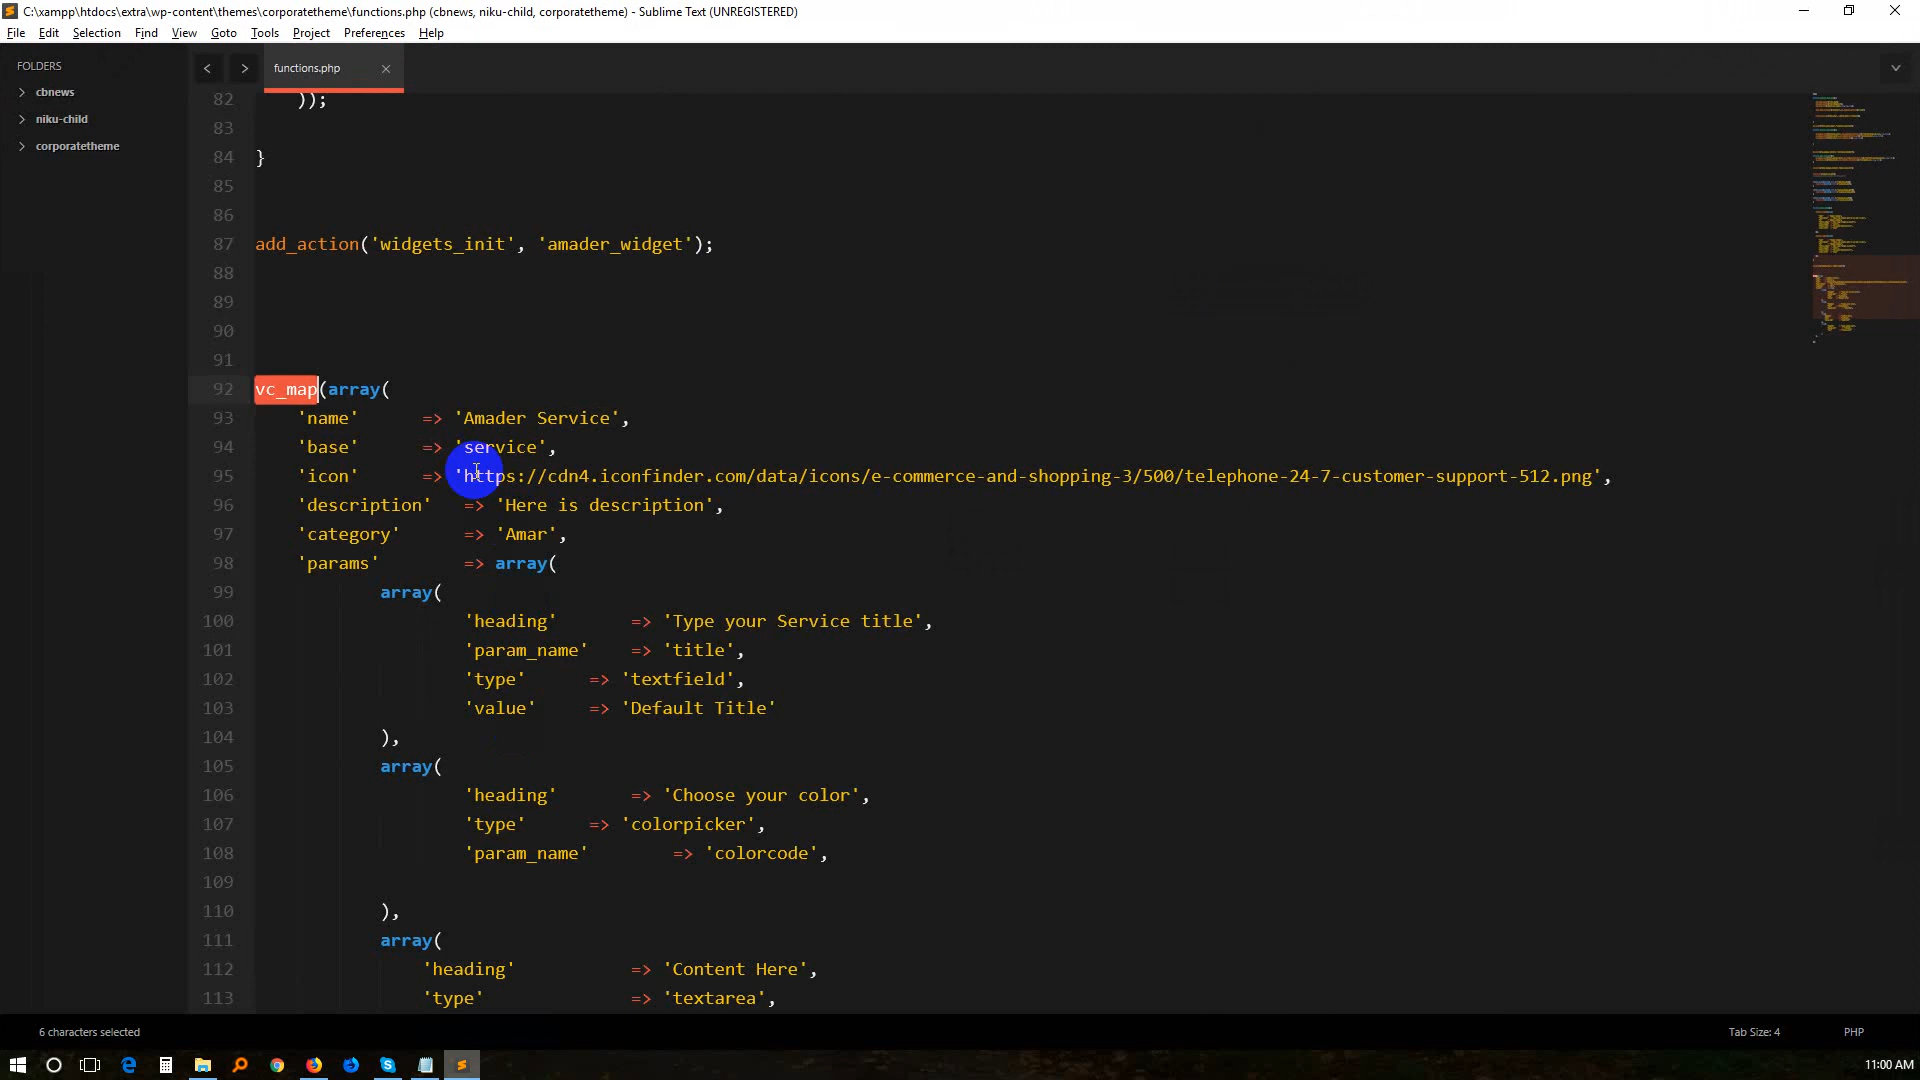 C:\xampp\htdocs\extra\wp-content\themes\corporatetheme\functions.php (cbnews, niku-child, corporatetheme) - Sublime Text (UNREGISTERED)
File Edit Selection Find View Goto Tools Project Preferences Help
FOLDERS
cbnews
niku-child
corporatetheme
functions.php
82 ));
83
84 }
85
86
87 add_action('widgets_init', 'amader_widget');
88
89
90
91
92 vc_map(array(
93 'name' => 'Amader Service',
94 'base' => 'service',
95 'icon' => 'https://cdn4.iconfinder.com/data/icons/e-commerce-and-shopping-3/500/telephone-24-7-customer-support-512.png',
96 'description' => 'Here is description',
97 'category' => 'Amar',
98 'params' => array(
99 array(
100 'heading' => 'Type your Service title',
101 'param_name' => 'title',
102 'type' => 'textfield',
103 'value' => 'Default Title'
104 ),
105 array(
106 'heading' => 'Choose your color',
107 'type' => 'colorpicker',
108 'param_name' => 'colorcode',
109
110 ),
111 array(
112 'heading' => 'Content Here',
113 'type' => 'textarea',
6 characters selected
Tab Size: 4
PHP
11:00 AM